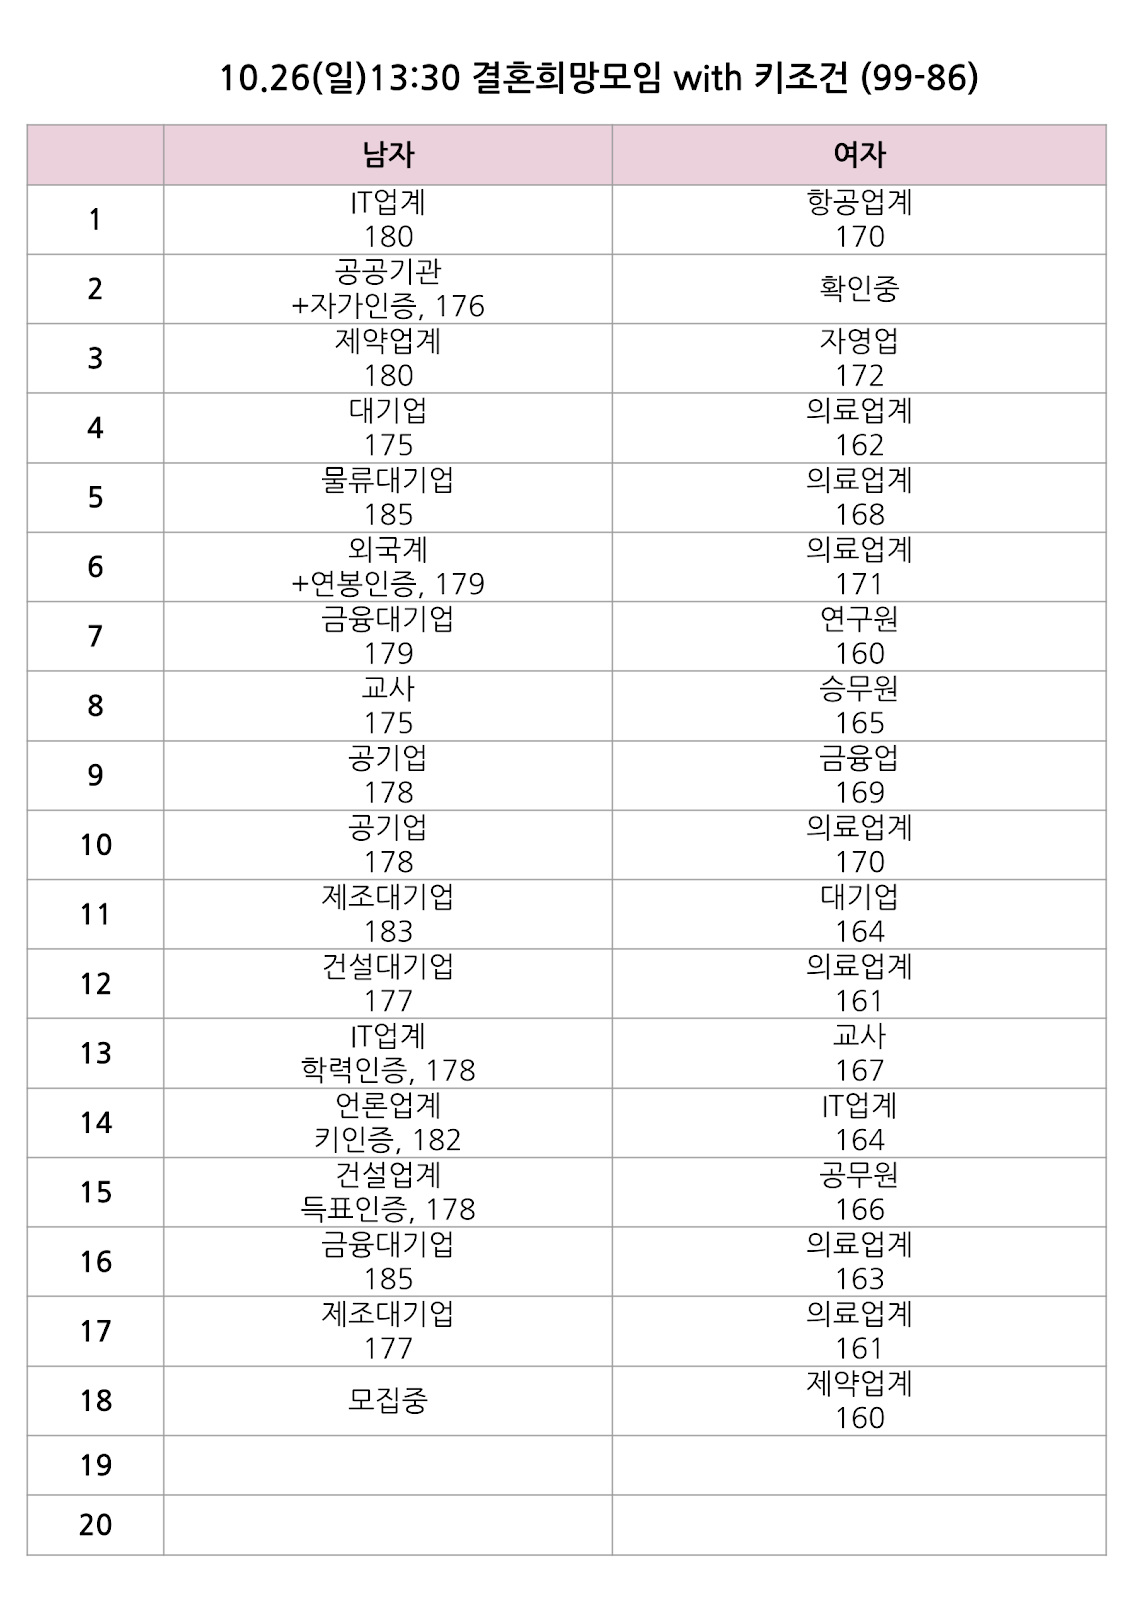 10.26(일)13:30 결혼희망모임 with 키조건 (99-86)
남자 여자
1 IT업계 항공업계
180 170
2 공공기관 확인중
+자가인증, 176
3 제약업계 자영업
180 172
4 대기업 의료업계
175 162
5 물류대기업 의료업계
185 168
6 외국계 의료업계
+연봉인증, 179 171
7 금융대기업 연구원
179 160
8 교사 승무원
175 165
9 공기업 금융업
178 169
10 공기업 의료업계
178 170
11 제조대기업 대기업
183 164
12 건설대기업 의료업계
177 161
13 IT업계 교사
학력인증, 178 167
14 언론업계 IT업계
키인증, 182 164
15 건설업계 공무원
득표인증, 178 166
16 금융대기업 의료업계
185 163
17 제조대기업 의료업계
177 161
18 모집중 제약업계
160
19
20